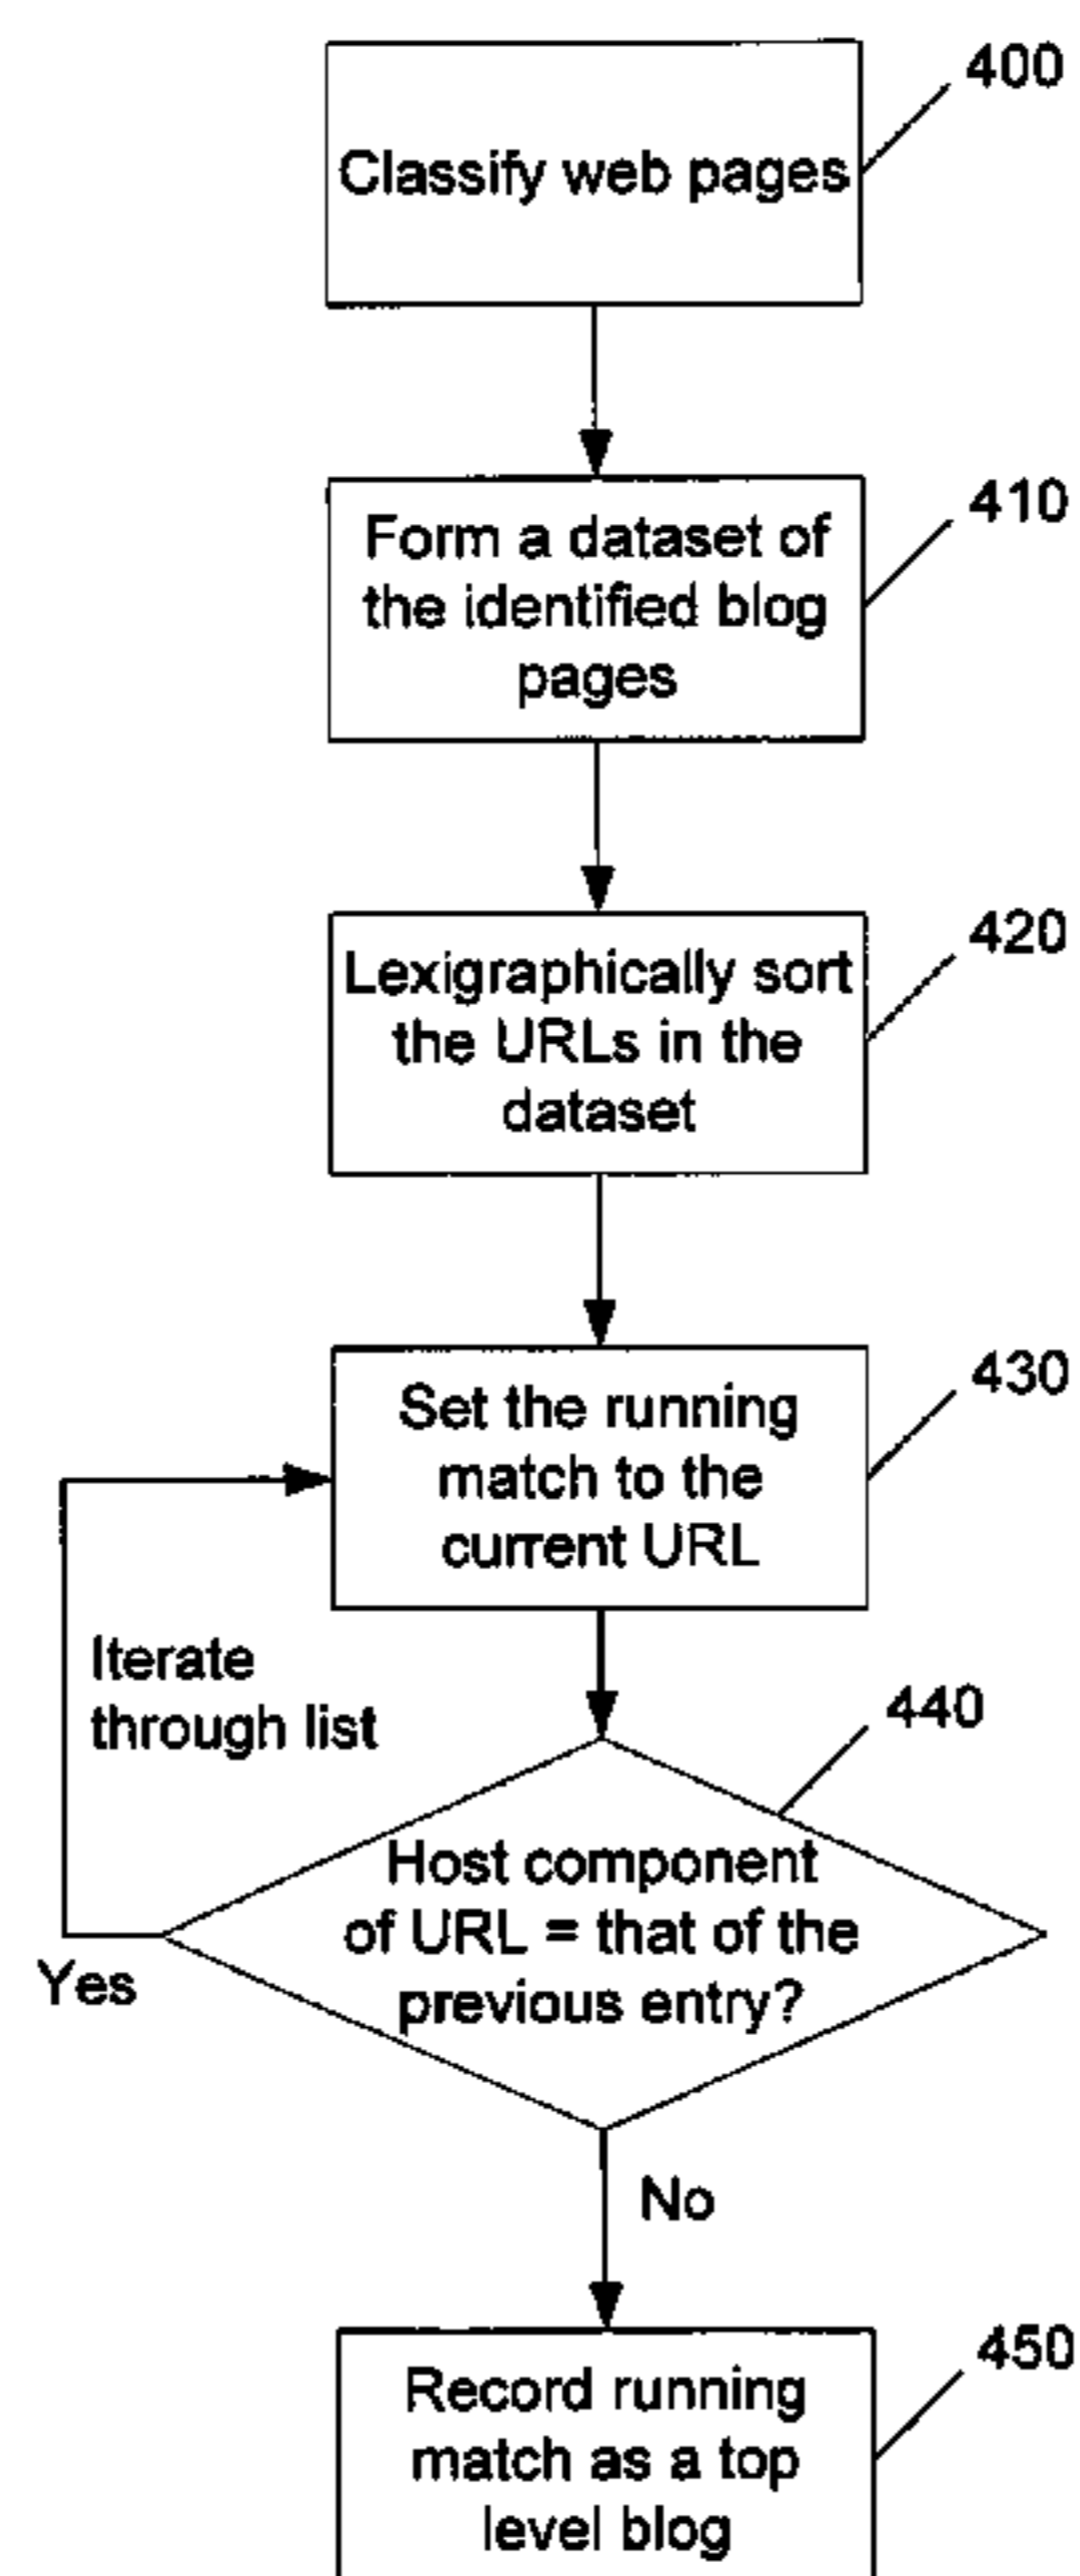 400
Classify web pages
410
Form a dataset of
the identified blog
pages
420
Lexigraphically sort
the URLs in the
dataset
430
Set the running
match to the
current URL
Iterate
through list
440
Host component
of URL = that of the
previous entry?
Yes
No
450
Record running
match as a top
level blog